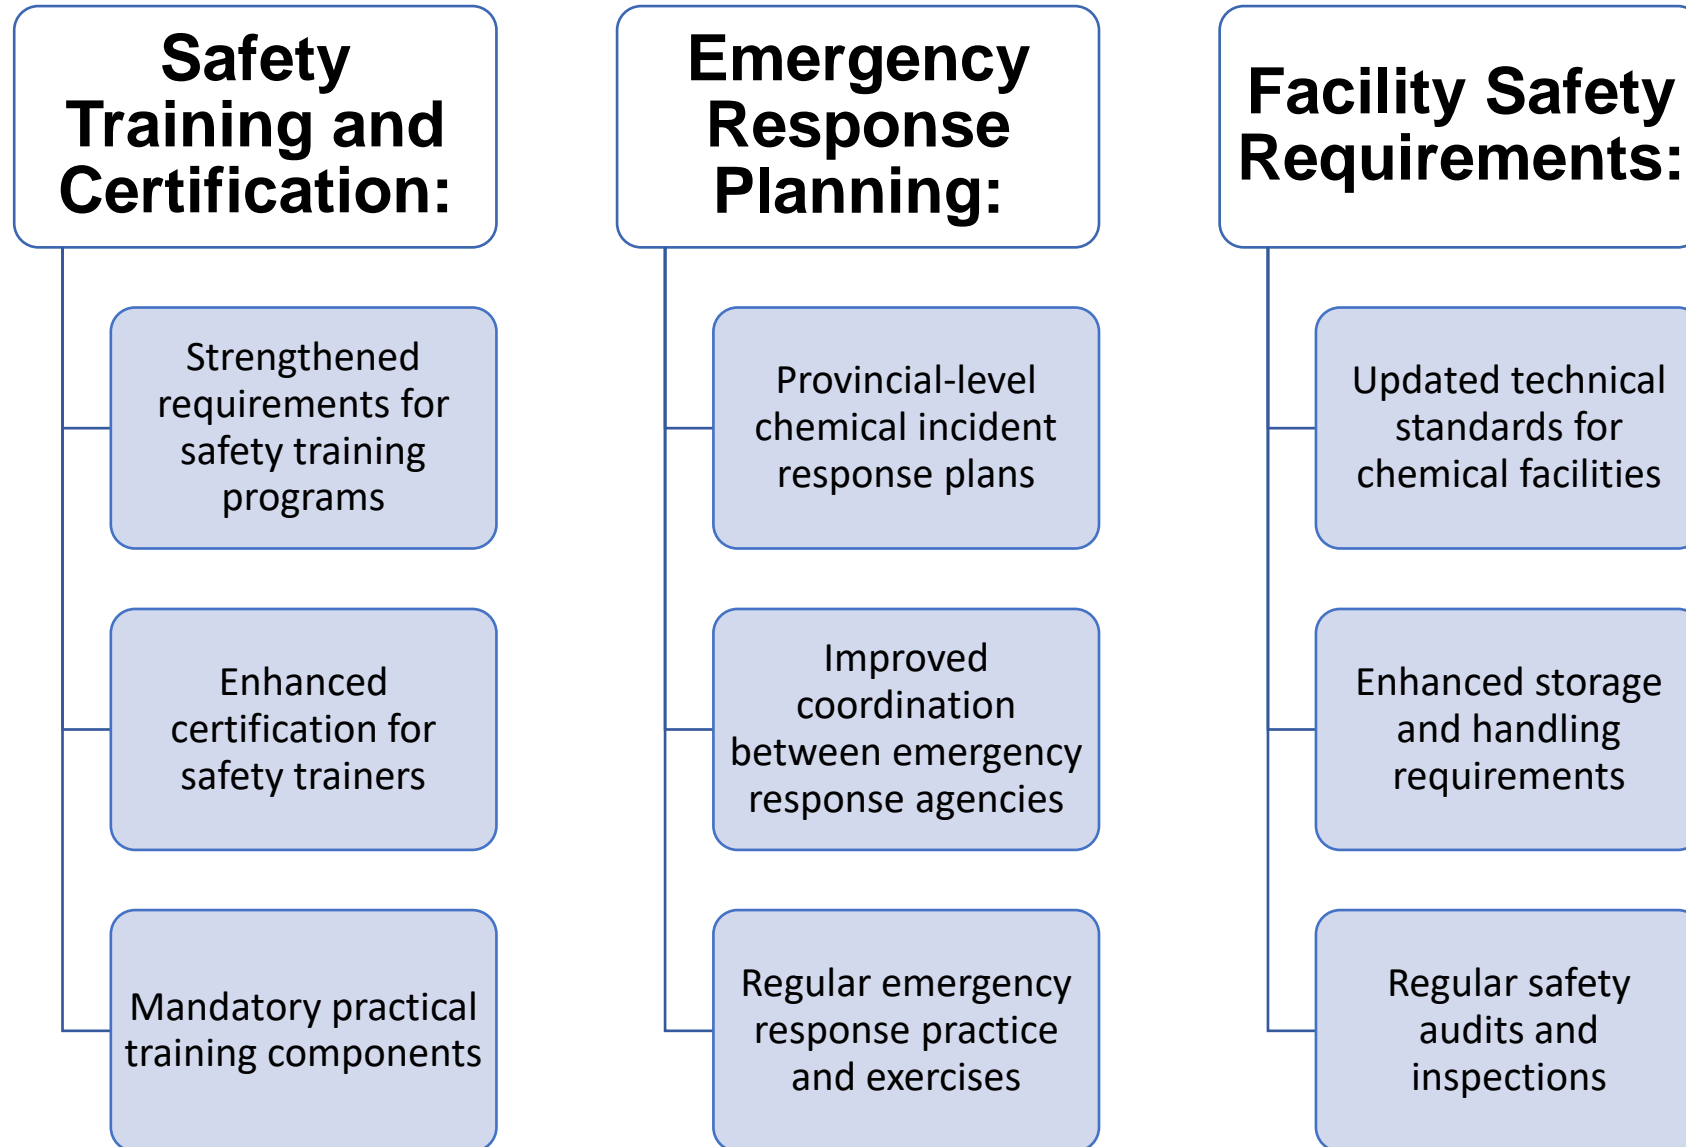 Safety
Training and
Certification:
Strengthened
requirements for
safety training
programs
Enhanced
certification for
safety trainers
Mandatory practical
training components
Emergency
Response
Planning:
Provincial-level
chemical incident
response plans
Improved
coordination
between emergency
response agencies
Regular emergency
response practice
and exercises
Facility Safety
Requirements:
Updated technical
standards for
chemical facilities
Enhanced storage
and handling
requirements
Regular safety
audits and
inspections